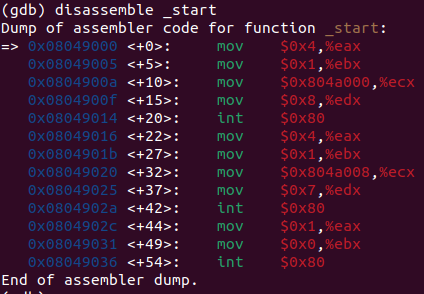 (gdb) disassemble _start
Dump of assembler code for function _start:
=> 0x08049000 <+0>:     mov    $0x4,%eax
   0x08049005 <+5>:     mov    $0x1,%ebx
   0x0804900a <+10>:    mov    $0x804a000,%ecx
   0x0804900f <+15>:    mov    $0x8,%edx
   0x08049014 <+20>:    int    $0x80
   0x08049016 <+22>:    mov    $0x4,%eax
   0x0804901b <+27>:    mov    $0x1,%ebx
   0x08049020 <+32>:    mov    $0x804a008,%ecx
   0x08049025 <+37>:    mov    $0x7,%edx
   0x0804902a <+42>:    int    $0x80
   0x0804902c <+44>:    mov    $0x1,%eax
   0x08049031 <+49>:    mov    $0x0,%ebx
   0x08049036 <+54>:    int    $0x80
End of assembler dump.